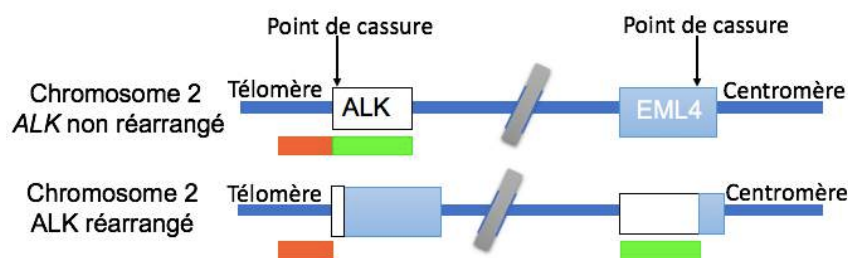 Point de cassure
Point de cassure
Chromosome 2
ALK non réarrangé
Télomère
ALK
EML4
Centromère
Chromosome 2
ALK réarrangé
Télomère
Centromère